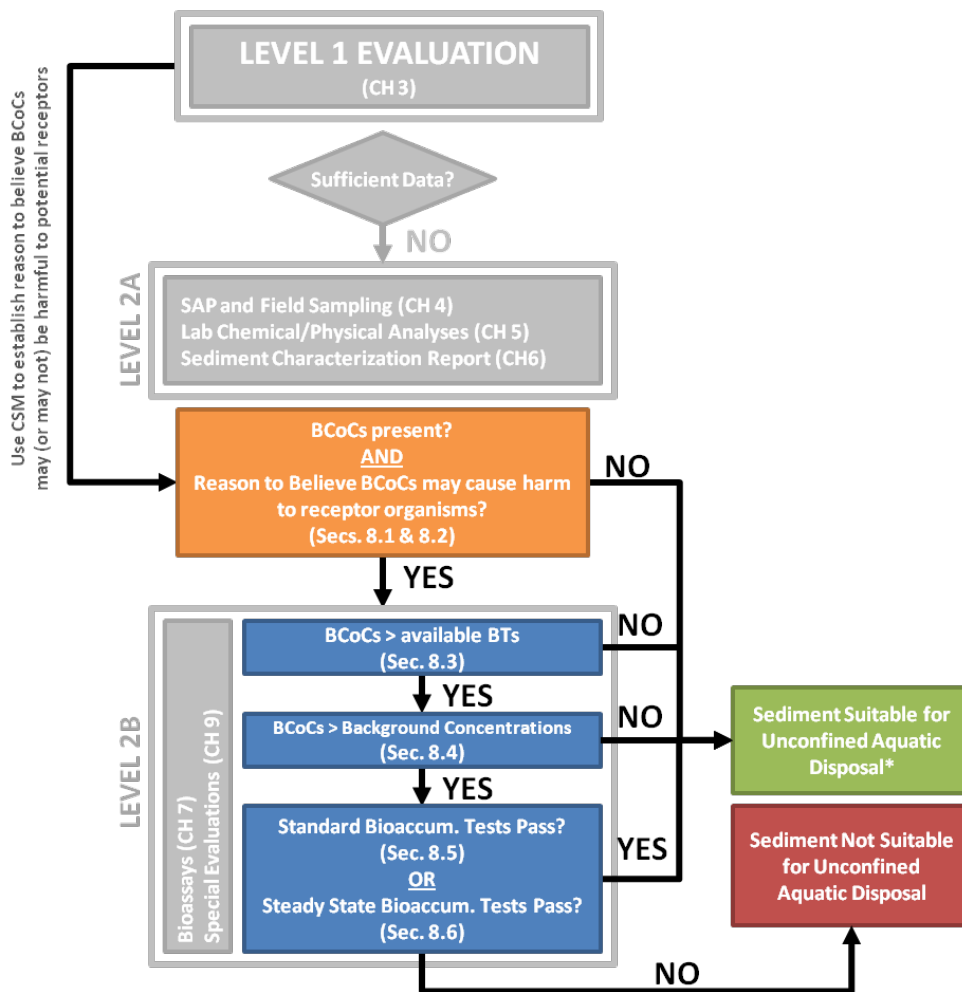 LEVEL 1 EVALUATION
(CH 3)
Use CSM to establish reason to believe BCoCs
may (or may not) be harmful to potential receptors
Sufficient Data?
NO
LEVEL 2A
SAP and Field Sampling (CH 4)
Lab Chemical/Physical Analyses (CH 5)
Sediment Characterization Report (CH6)
BCoCs present?
AND
Reason to Believe BCoCs may cause harm
to receptor organisms?
(Secs. 8.1 & 8.2)
NO
YES
LEVEL 2B
Bioassays (CH 7)
Special Evaluations (CH 9)
BCoCs > available BTs
(Sec. 8.3)
NO
YES
BCoCs > Background Concentrations
(Sec. 8.4)
NO
YES
Standard Bioaccum. Tests Pass?
(Sec. 8.5)
OR
Steady State Bioaccum. Tests Pass?
(Sec. 8.6)
YES
NO
Sediment Suitable for
Unconfined Aquatic
Disposal*
Sediment Not Suitable
for Unconfined
Aquatic Disposal